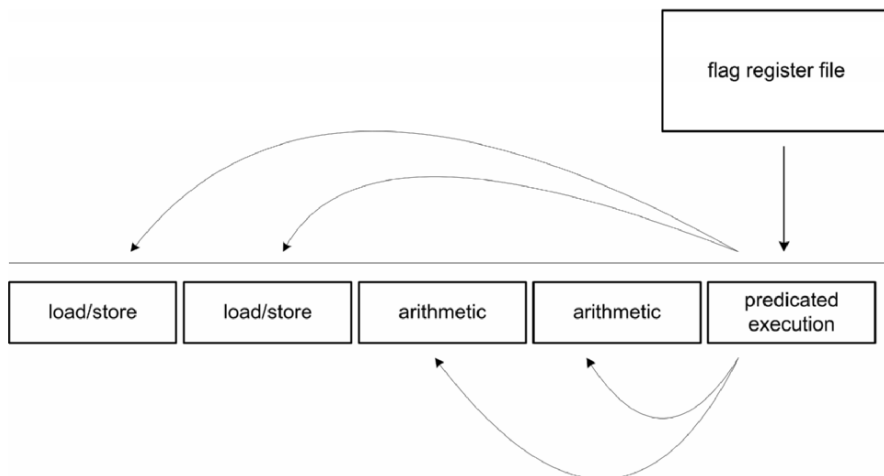 flag register file
load/store
load/store
arithmetic
arithmetic
predicated
execution